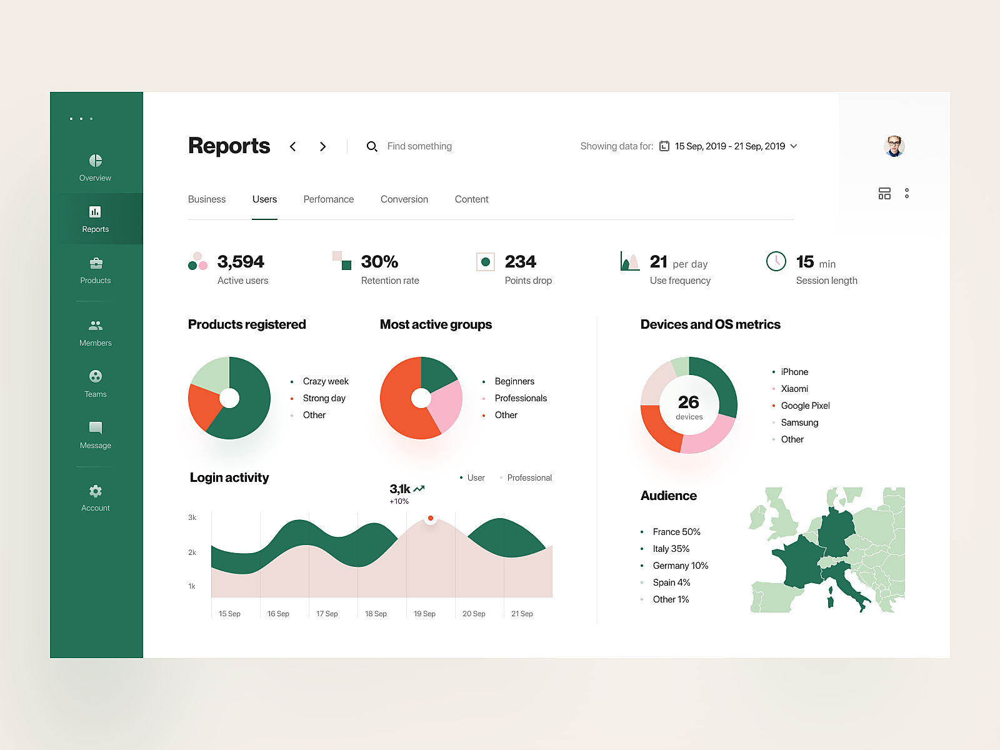 Overview
Reports
Products
Members
Teams
Message
Account
Reports
Find something
Showing data for: 15 Sep, 2019 - 21 Sep, 2019
Business Users Perfomance Conversion Content
3,594
Active users
30%
Retention rate
234
Points drop
21 per day
Use frequency
15 min
Session length
Products registered
Crazy week
Strong day
Other
Most active groups
Beginners
Professionals
Other
Devices and OS metrics
26
devices
iPhone
Xiaomi
Google Pixel
Samsung
Other
Login activity
User Professional
3,1k
+10%
3k
2k
1k
15 Sep 16 Sep 17 Sep 18 Sep 19 Sep 20 Sep 21 Sep
Audience
France 50%
Italy 35%
Germany 10%
Spain 4%
Other 1%